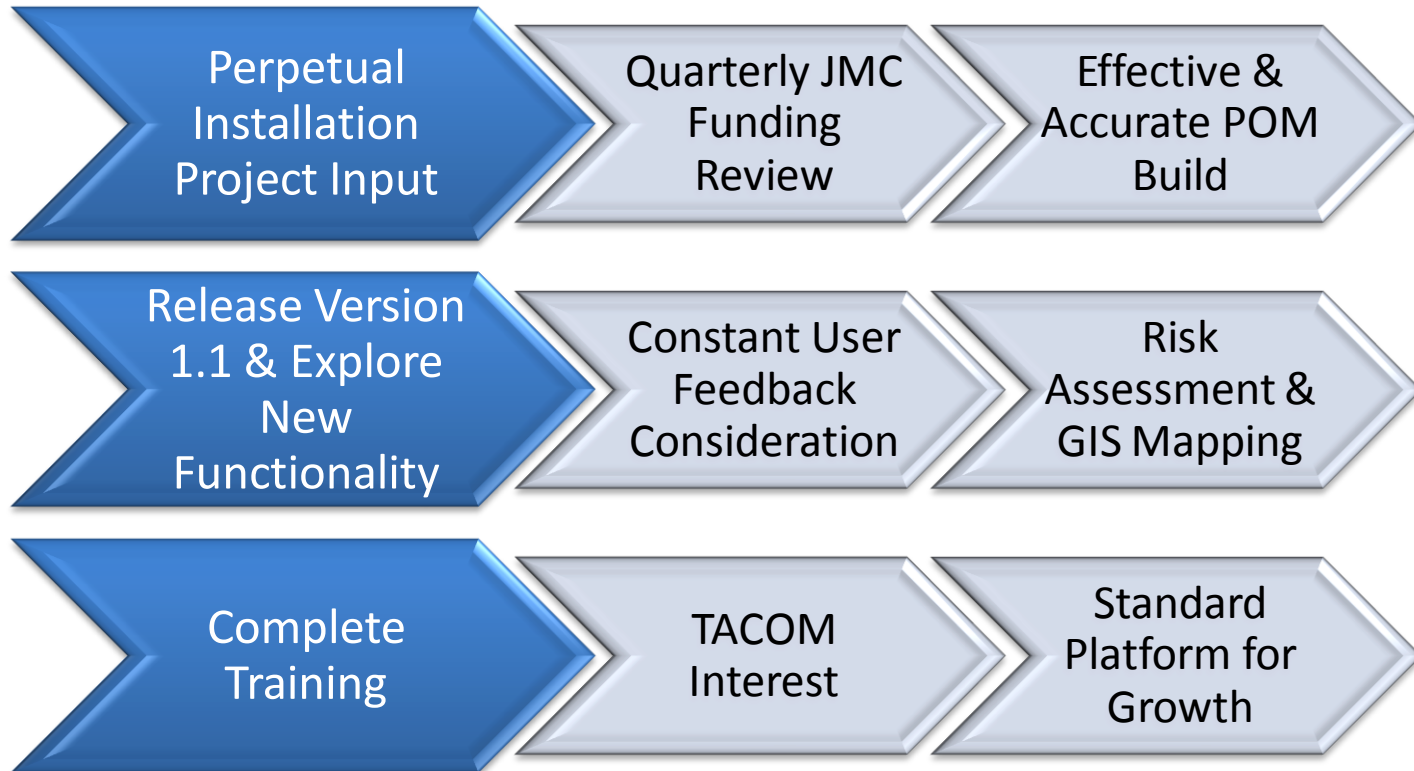 Perpetual
Installation
Project Input
Quarterly JMC
Funding
Review
Effective &
Accurate POM
Build
Release Version
1.1 & Explore
New
Functionality
Constant User
Feedback
Consideration
Risk
Assessment &
GIS Mapping
Complete
Training
TACOM
Interest
Standard
Platform for
Growth